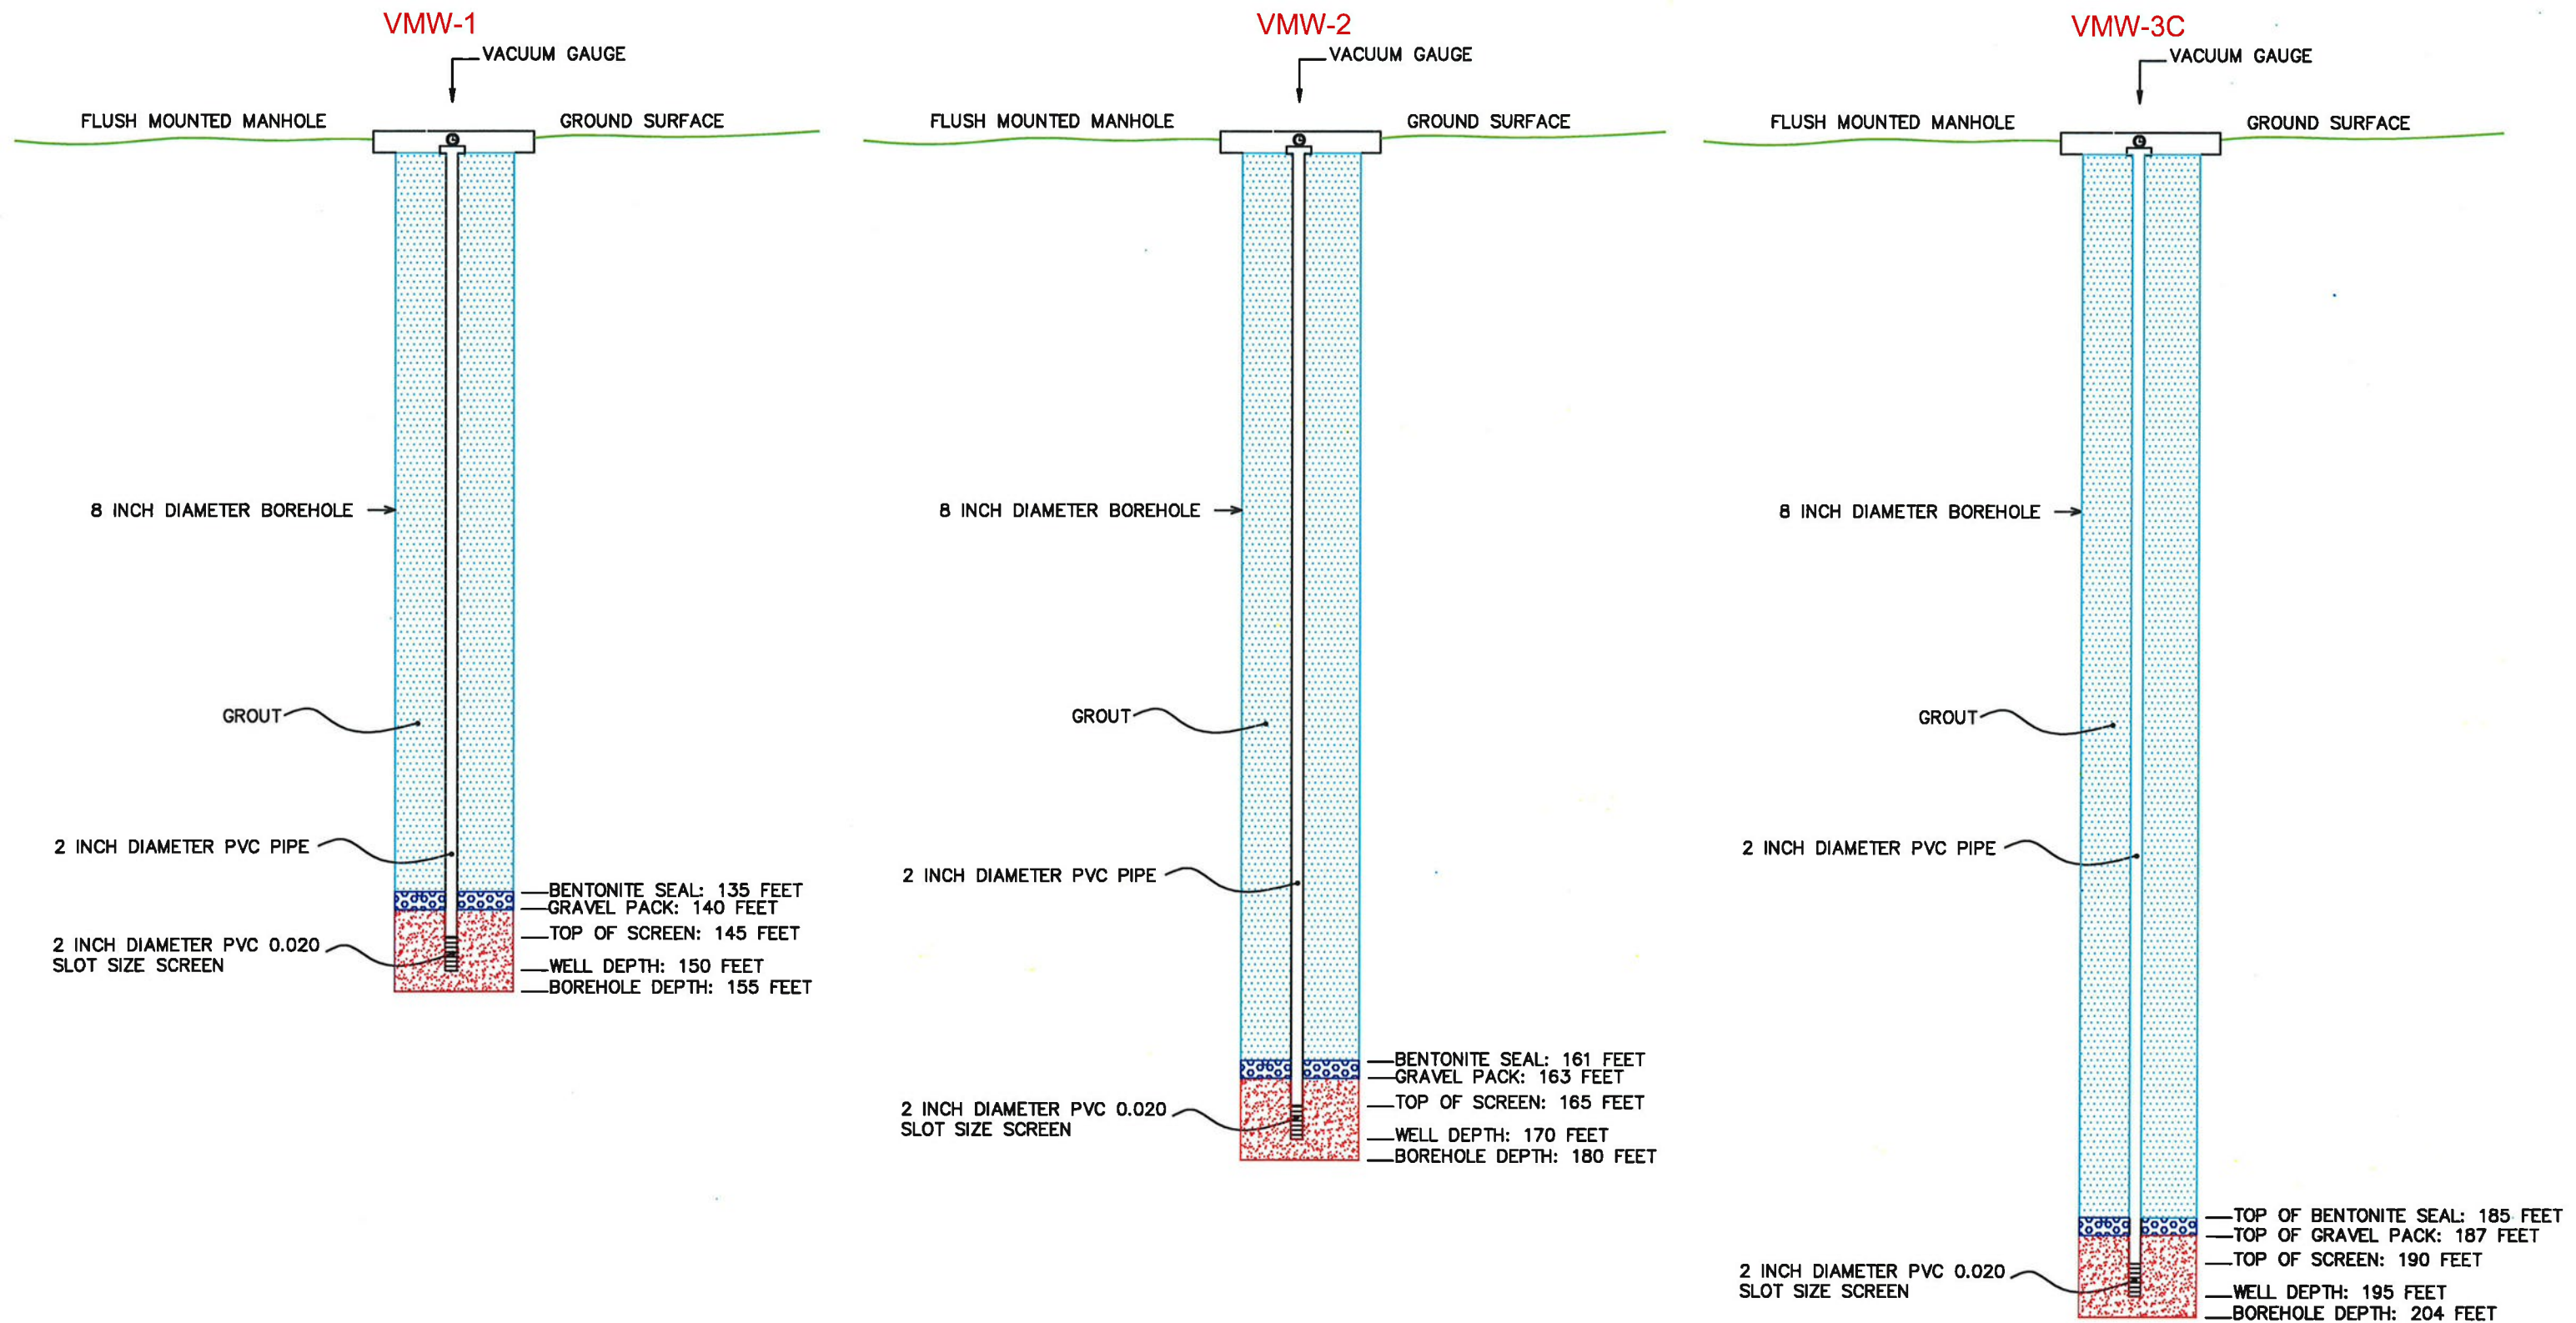 VMW-1
VACUUM GAUGE
FLUSH MOUNTED MANHOLE
GROUND SURFACE
8 INCH DIAMETER BOREHOLE
GROUT
2 INCH DIAMETER PVC PIPE
BENTONITE SEAL: 135 FEET
GRAVEL PACK: 140 FEET
TOP OF SCREEN: 145 FEET
2 INCH DIAMETER PVC 0.020
SLOT SIZE SCREEN
WELL DEPTH: 150 FEET
BOREHOLE DEPTH: 155 FEET
VMW-2
VACUUM GAUGE
FLUSH MOUNTED MANHOLE
GROUND SURFACE
8 INCH DIAMETER BOREHOLE
GROUT
2 INCH DIAMETER PVC PIPE
BENTONITE SEAL: 161 FEET
GRAVEL PACK: 163 FEET
TOP OF SCREEN: 165 FEET
2 INCH DIAMETER PVC 0.020
SLOT SIZE SCREEN
WELL DEPTH: 170 FEET
BOREHOLE DEPTH: 180 FEET
VMW-3C
VACUUM GAUGE
FLUSH MOUNTED MANHOLE
GROUND SURFACE
8 INCH DIAMETER BOREHOLE
GROUT
2 INCH DIAMETER PVC PIPE
TOP OF BENTONITE SEAL: 185 FEET
TOP OF GRAVEL PACK: 187 FEET
TOP OF SCREEN: 190 FEET
2 INCH DIAMETER PVC 0.020
SLOT SIZE SCREEN
WELL DEPTH: 195 FEET
BOREHOLE DEPTH: 204 FEET